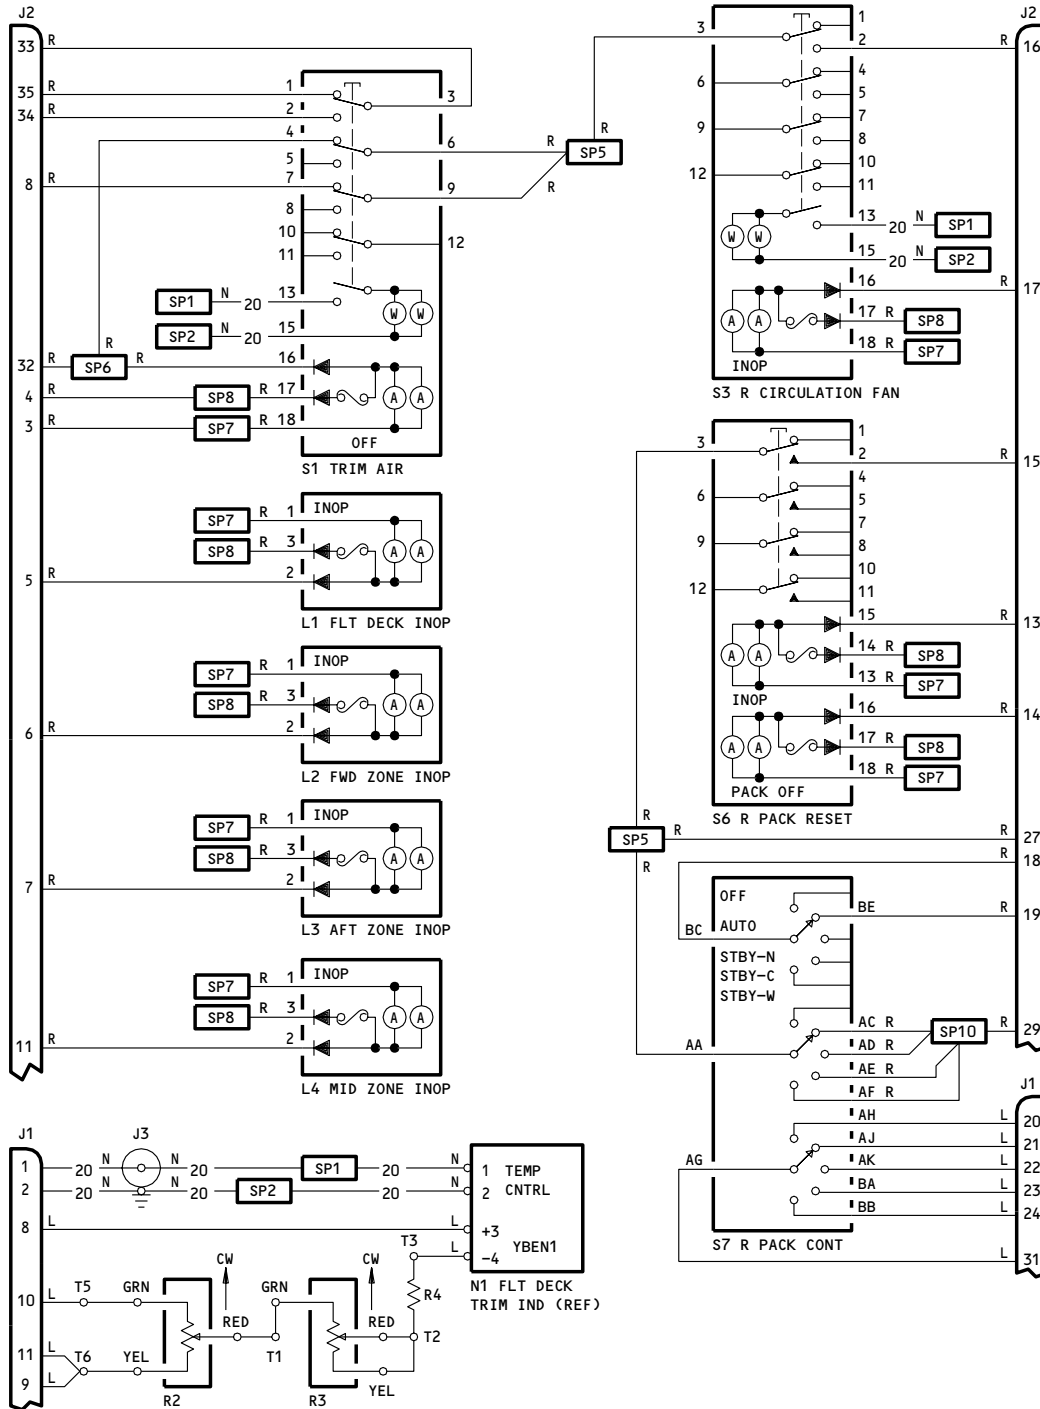 J2
33 R
35 R
34 R
8 R
32 R SP6 R
R
4 R SP8 R 17
3 R SP7 R 18
1
2
3
4
5
6 R
7
8
9 R
10
11
12
SP1 N 20 13
SP2 N 20 15
16
W W
A A
OFF
S1 TRIM AIR
SP5
R
SP7 R 1 INOP
SP8 R 3
A A
5 R 2
L1 FLT DECK INOP
SP7 R 1 INOP
SP8 R 3
A A
6 R 2
L2 FWD ZONE INOP
SP7 R 1 INOP
SP8 R 3
A A
7 R 2
L3 AFT ZONE INOP
SP7 R 1 INOP
SP8 R 3
A A
11 R 2
L4 MID ZONE INOP
J1 J3
1 20 N N 20 SP1 20 N 1 TEMP
2 20 N N 20 SP2 20 N 2 CNTRL
8 L L +3
T3 L -4 YBEN1
N1 FLT DECK
TRIM IND (REF)
10 L T5 GRN CW GRN CW R4
RED T1 RED T2
11 L T6 YEL
9 L
YEL
R2 R3
J2
3 1
2 R 16
6 4
5
9 7
8
12 10
11
13 20 N SP1
W W
15 20 N SP2
16 R 17
A A 17 R SP8
18 R SP7
INOP
S3 R CIRCULATION FAN
3 1
2 R 15
6 4
5
9 7
8
12 10
11
15 R 13
A A 14 R SP8
13 R SP7
INOP
16 R 14
A A 17 R SP8
18 R SP7
PACK OFF
S6 R PACK RESET
R
SP5 R R 27
R
R 18
OFF
BE R 19
BC AUTO
STBY-N
STBY-C
STBY-W
AC R SP10 R 29
AA AD R
AE R
AF R
J1
AH L 20
AJ L 21
AG AK L 22
BA L 23
BB L 24
S7 R PACK CONT
L 31